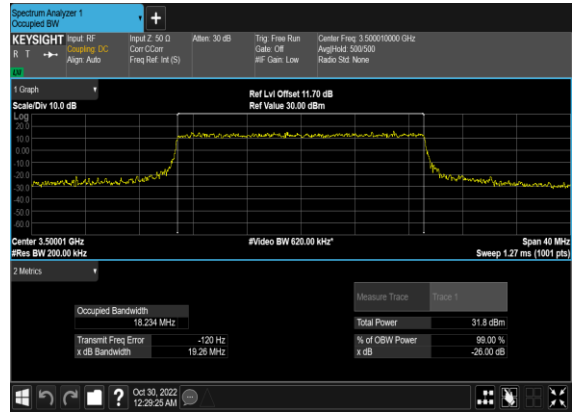 Spectrum Analyzer 1
Occupied BW
+
KEYSIGHT Input: RF Input Z: 50 Ω Atten: 30 dB Trig: Free Run Center Freq: 3.500010000 GHz
R T Coupling: DC Corr CCorr Gate: Off Avg|Hold: 500/500
Align: Auto Freq Ref: Int (S) #IF Gain: Low Radio Std: None
1 Graph
Ref Lvl Offset 11.70 dB
Scale/Div 10.0 dB Ref Value 30.00 dBm
Log
20.0
10.0
0.00
-10.0
-20.0
-30.0
-40.0
-50.0
-60.0
Center 3.50001 GHz #Video BW 620.00 kHz* Span 40 MHz
#Res BW 200.00 kHz Sweep 1.27 ms (1001 pts)
2 Metrics
Measure Trace Trace 1
Occupied Bandwidth
18.234 MHz Total Power 31.8 dBm
Transmit Freq Error -120 Hz % of OBW Power 99.00 %
x dB Bandwidth 19.26 MHz x dB -26.00 dB
? Oct 30, 2022
12:29:25 AM